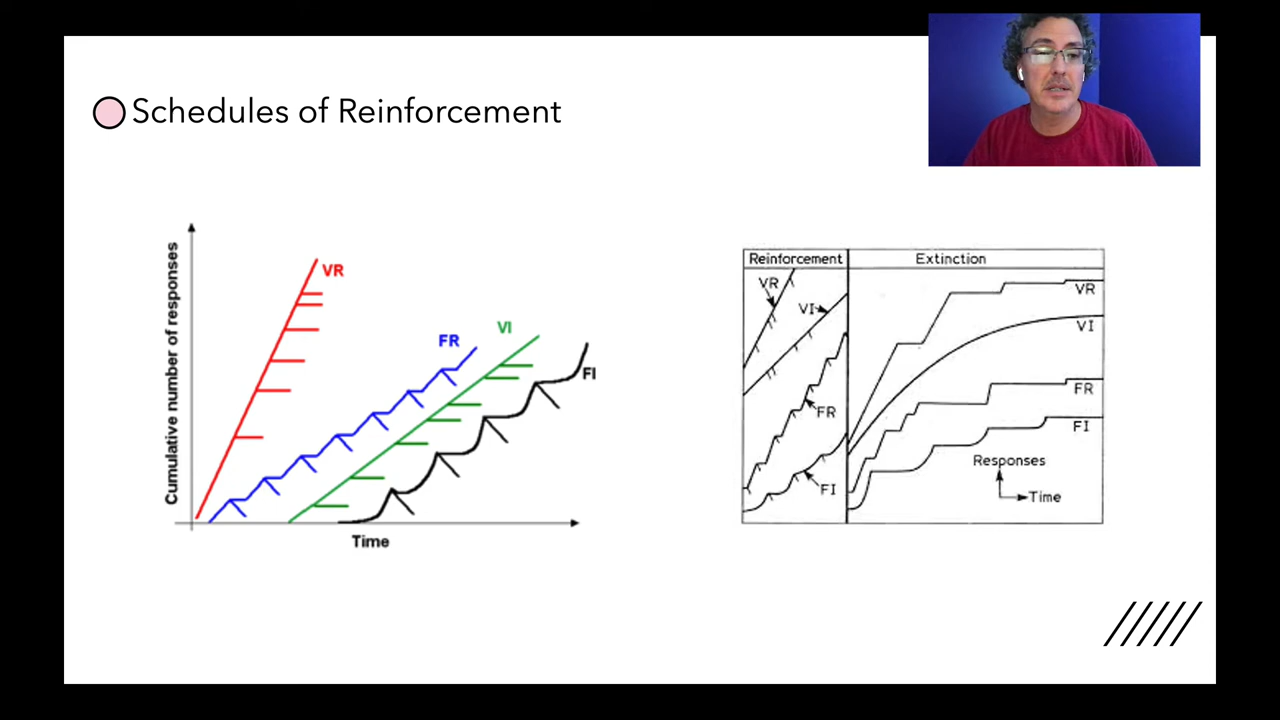 Schedules of Reinforcement
Cumulative number of responses
VR
FR
VI
FI
Time
Reinforcement
Extinction
VR
VI
FR
FI
VR
VI
FR
FI
Responses
Time